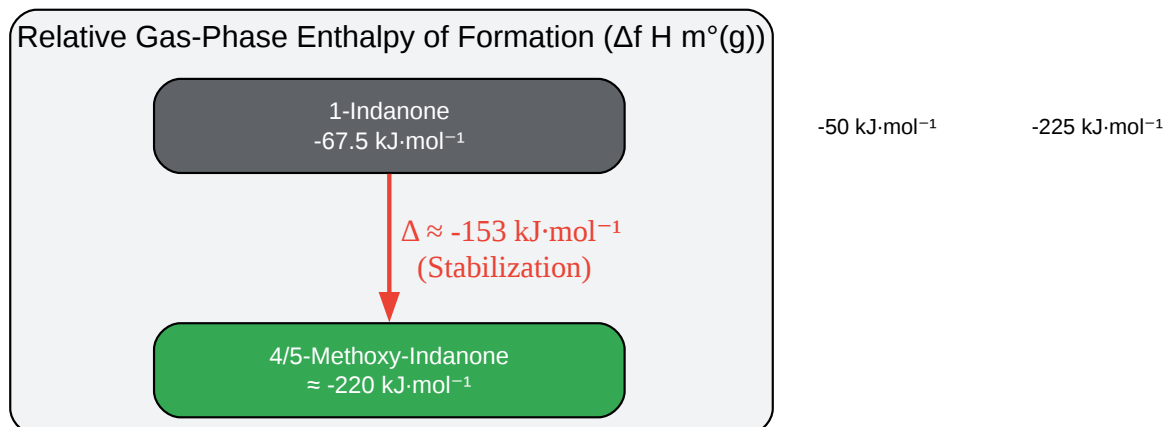 Relative Gas-Phase Enthalpy of Formation (Δf H m°(g))
1-Indanone
-67.5 kJ·mol⁻¹
-50 kJ·mol⁻¹
-225 kJ·mol⁻¹
Δ ≈ -153 kJ·mol⁻¹
(Stabilization)
4/5-Methoxy-Indanone
≈ -220 kJ·mol⁻¹